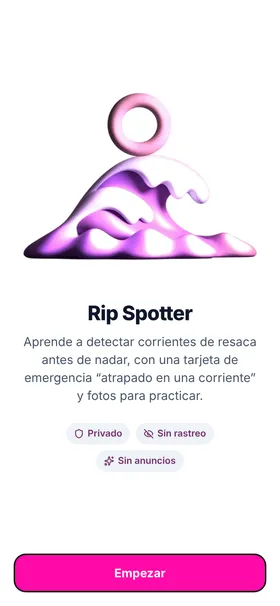 Rip Spotter
Aprende a detectar corrientes de resaca
antes de nadar, con una tarjeta de
emergencia “atrapado en una corriente”
y fotos para practicar.
Privado
Sin rastreo
Sin anuncios
Empezar